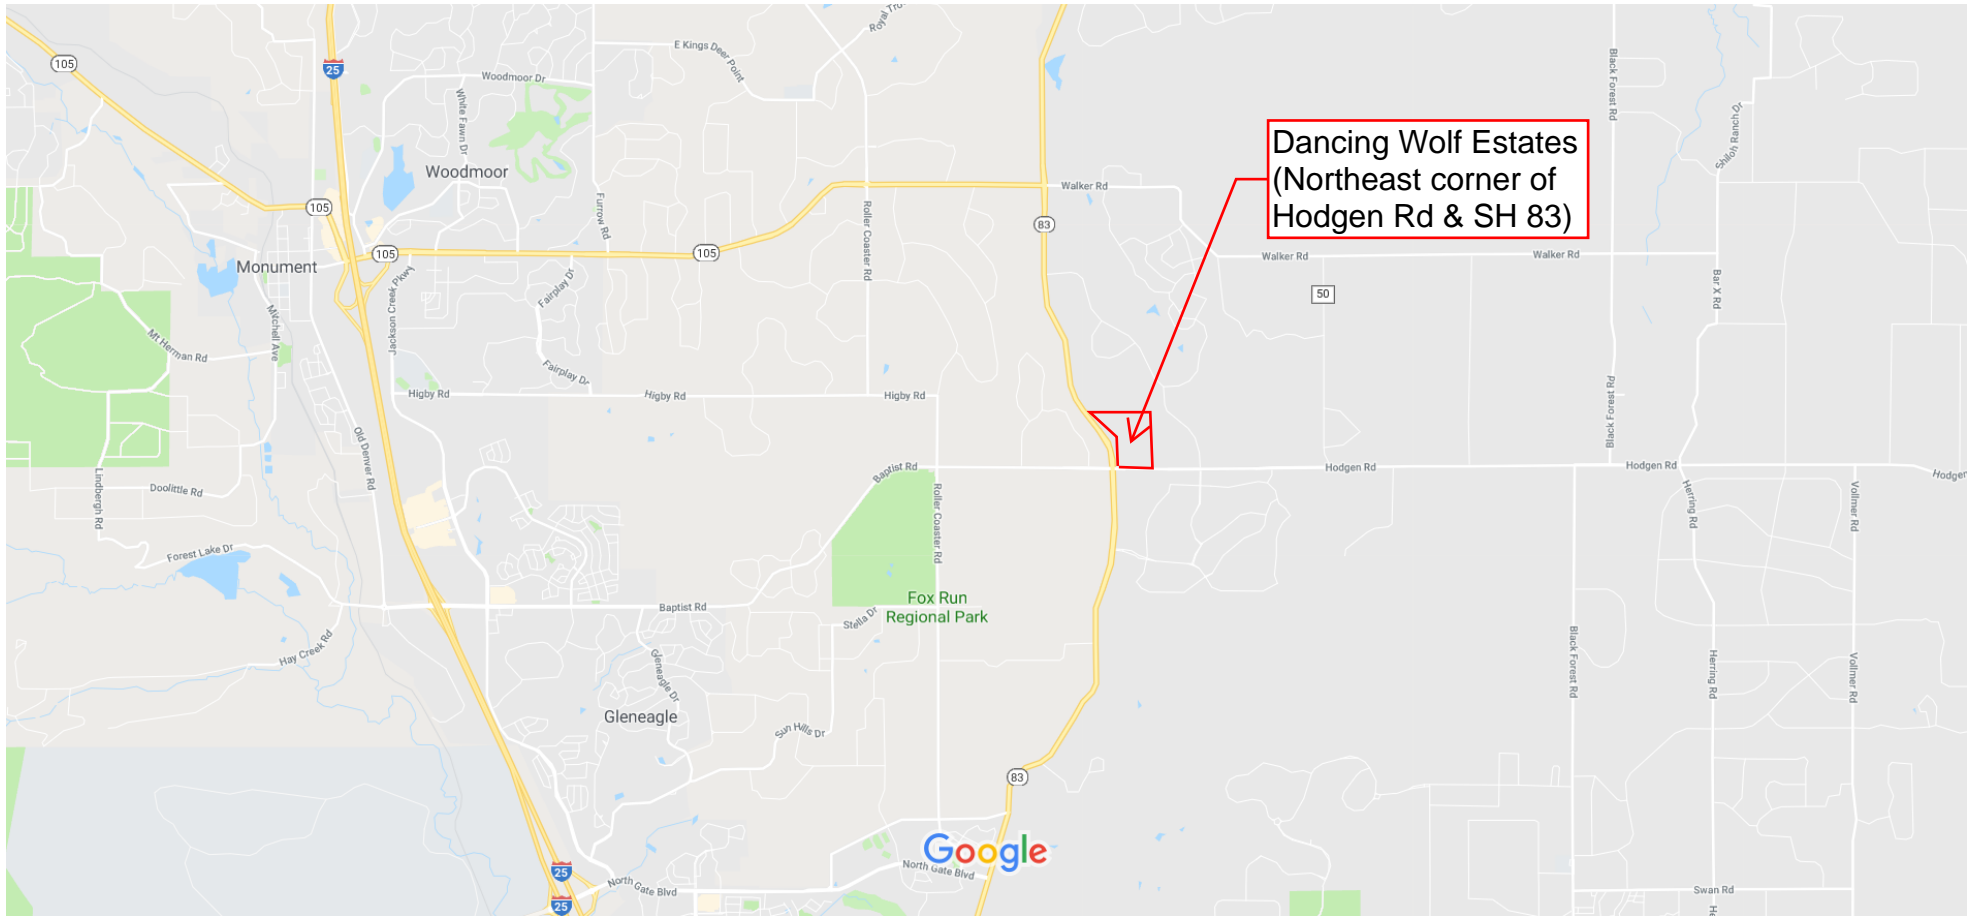 105
25
Woodmoor Dr
White Fawn Dr
E Kings Deer Point
Black Forest Rd
Shiloh Ranch Dr
Dancing Wolf Estates
(Northeast corner of
Hodgen Rd & SH 83)
Woodmoor
105
Furrow Rd
Roller Coaster Rd
Walker Rd
83
Monument
105
105
Walker Rd
Walker Rd
Bar X Rd
50
Jackson Creek Pkwy
Fairplay Dr
Mitchell Ave
Mt Herman Rd
Fairplay Dr
Higby Rd
Higby Rd
Higby Rd
Black Forest Rd
Old Denver Rd
Lindbergh Rd
Doolittle Rd
Baptist Rd
Hodgen Rd
Hodgen Rd
Hodgen
Roller Coaster Rd
Herring Rd
Vollmer Rd
Forest Lake Dr
Fox Run
Regional Park
Baptist Rd
Stella Dr
Hay Creek Rd
Gleneagle Dr
Black Forest Rd
Herring Rd
Vollmer Rd
Gleneagle
Sun Hills Dr
83
Google
25
North Gate Blvd
North Gate Blvd
25
Swan Rd